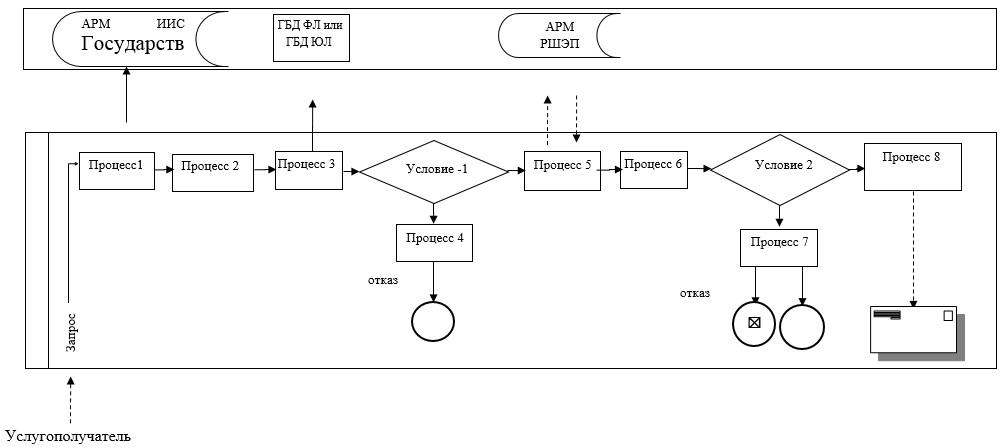 АРМ ИИС
Государств
ГБД ФЛ или
ГБД ЮЛ
АРМ
РШЭП
Процесс1
Процесс 2
Процесс 3
Условие -1
Процесс 5
Процесс 6
Условие 2
Процесс 8
Процесс 4
Процесс 7
отказ
отказ
Запрос
Услугополучатель